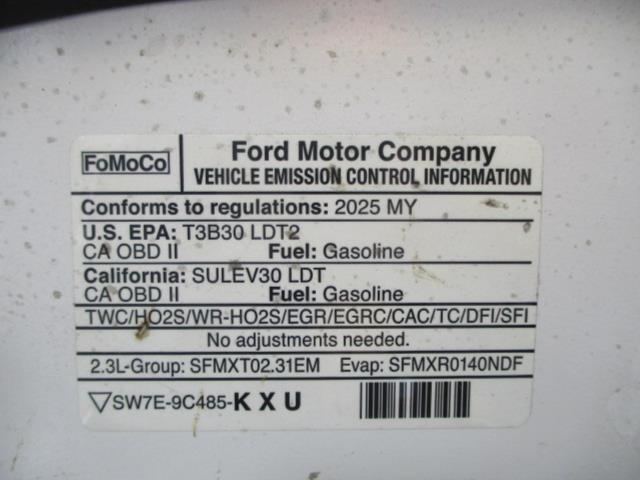 FoMoCo
Ford Motor Company
VEHICLE EMISSION CONTROL INFORMATION
Conforms to regulations: 2025 MY
U.S. EPA: T3B30 LDT2
CA OBD II Fuel: Gasoline
California: SULEV30 LDT
CA OBD II Fuel: Gasoline
TWC/HO2S/WR-HO2S/EGR/EGRC/CAC/TC/DFI/SFI
No adjustments needed.
2.3L-Group: SFMXT02.31EM Evap: SFMXR0140NDF
▽SW7E-9C485-K X U